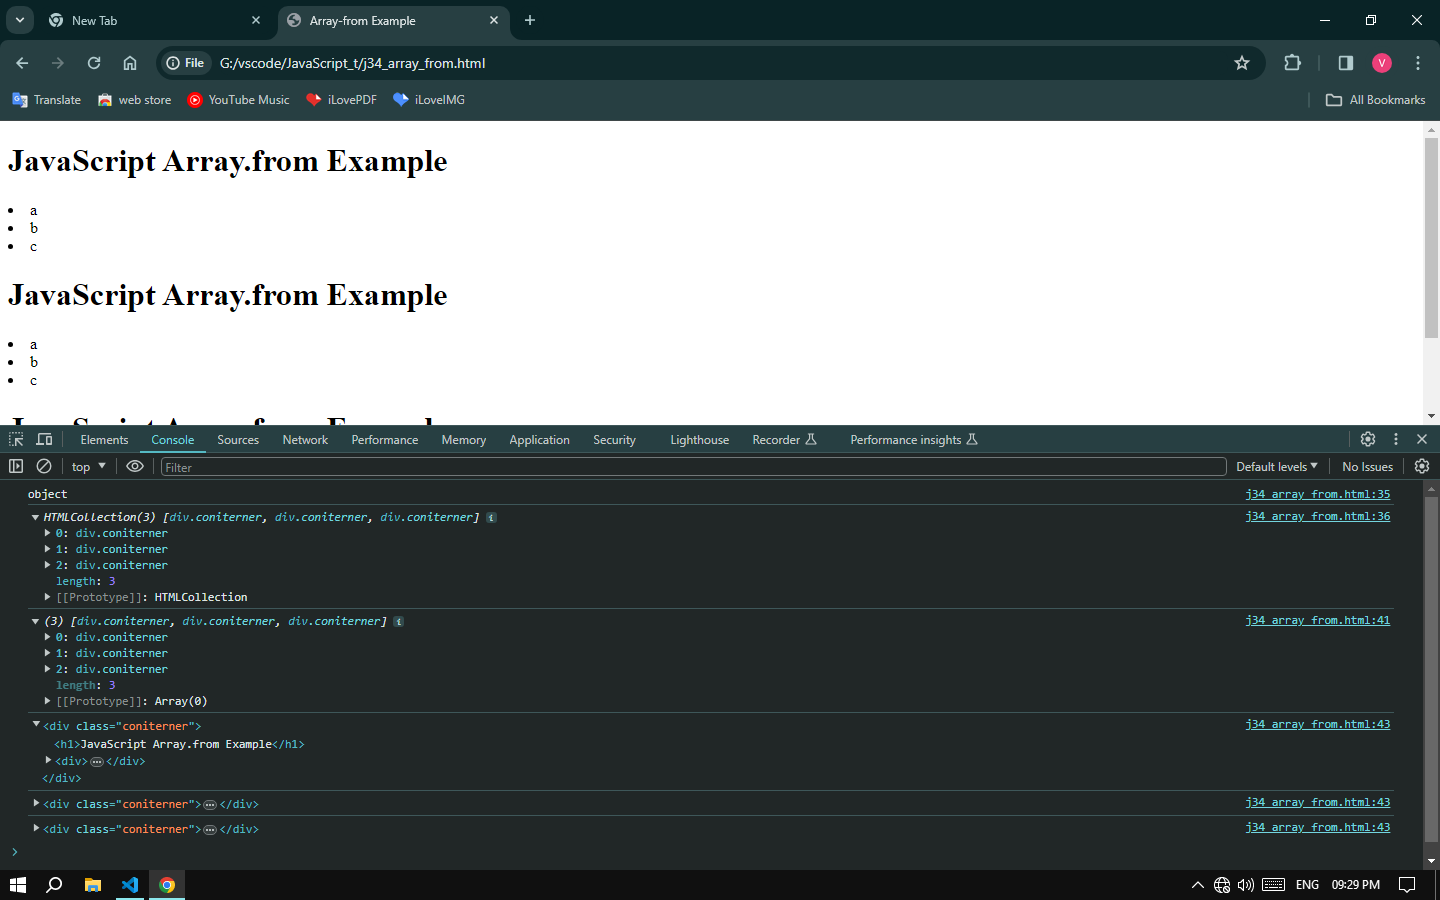 New Tab
Array-from Example
File G:/vscode/JavaScript_t/j34_array_from.html
V
Translate web store YouTube Music iLovePDF iLoveIMG All Bookmarks
JavaScript Array.from Example
a
b
c
JavaScript Array.from Example
a
b
c
JavaScript Array.from Example
Elements Console Sources Network Performance Memory Application Security Lighthouse Recorder Performance insights
top Filter Default levels No Issues
object j34_array_from.html:35
HTMLCollection(3) [div.coniterner, div.coniterner, div.coniterner] i j34_array_from.html:36
0: div.coniterner
1: div.coniterner
2: div.coniterner
length: 3
[[Prototype]]: HTMLCollection
(3) [div.coniterner, div.coniterner, div.coniterner] i j34_array_from.html:41
0: div.coniterner
1: div.coniterner
2: div.coniterner
length: 3
[[Prototype]]: Array(0)
<div class="coniterner"> j34_array_from.html:43
<h1>JavaScript Array.from Example</h1>
<div>…</div>
</div>
<div class="coniterner">…</div> j34_array_from.html:43
<div class="coniterner">…</div> j34_array_from.html:43
>
ENG 09:29 PM